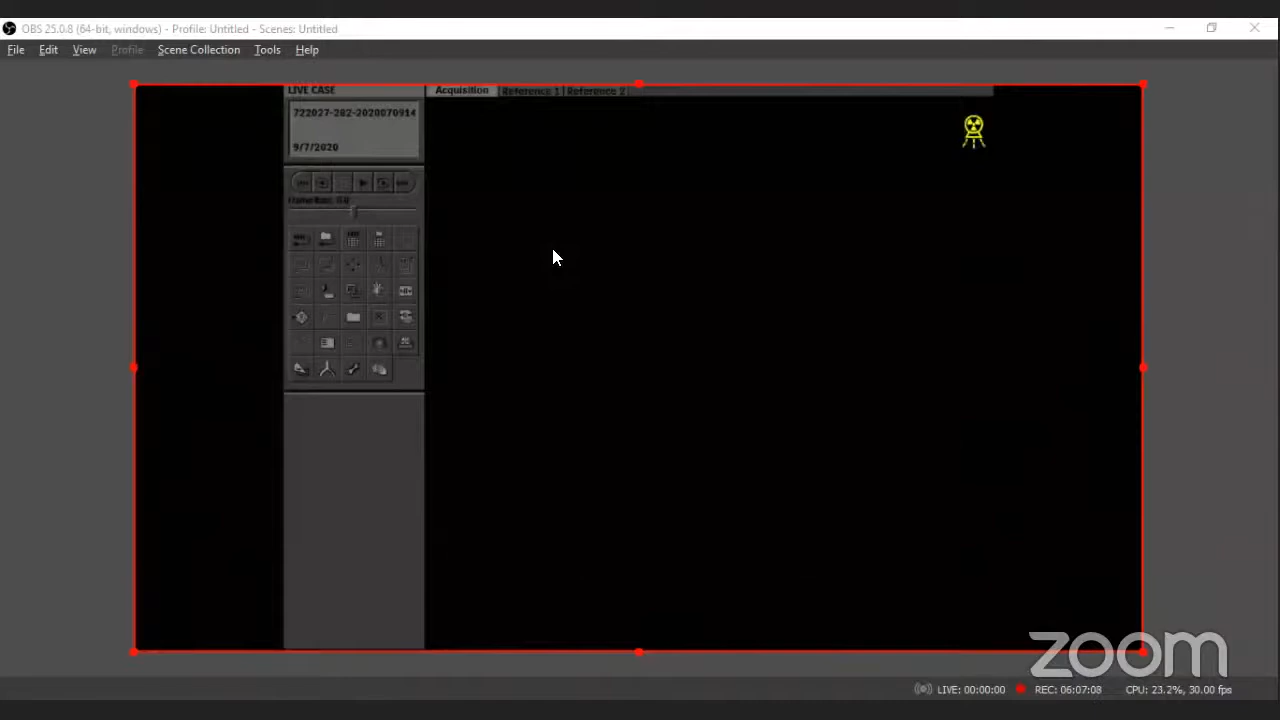 OBS 25.0.8 (64-bit, windows) - Profile: Untitled - Scenes: Untitled
File Edit View Profile Scene Collection Tools Help
LIVE CASE
Acquisition Reference 1 Reference 2
722027-282-2020070914
9/7/2020
zoom
LIVE: 00:00:00 REC: 06:07:08 CPU: 23.2%, 30.00 fps